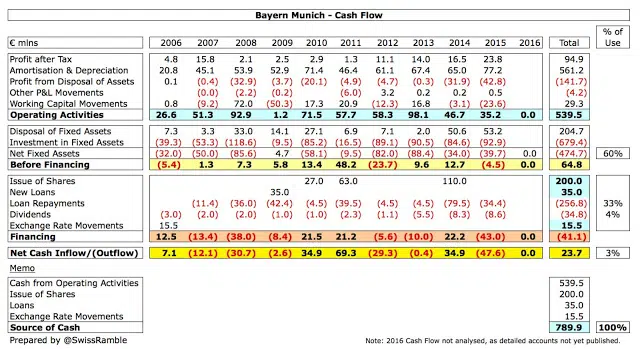 Bayern Munich - Cash Flow
% of
€ mlns 2006 2007 2008 2009 2010 2011 2012 2013 2014 2015 2016 Total Use
Profit after Tax 4.8 15.8 2.1 2.5 2.9 1.3 11.1 14.0 16.5 23.8 94.9
Amortisation & Depreciation 20.8 45.1 53.9 52.9 71.4 46.4 61.1 67.4 65.0 77.2 561.2
Profit from Disposal of Assets 0.1 (0.4) (32.9) (3.7) (20.1) (4.9) (4.7) (0.3) (31.9) (42.8) (141.7)
Other P&L Movements (0.0) (2.2) (0.2) (6.0) 3.2 0.2 0.2 0.5 (4.2)
Working Capital Movements 0.8 (9.2) 72.0 (50.3) 17.3 20.9 (12.3) 16.8 (3.1) (23.6) 29.3
Operating Activities 26.6 51.3 92.9 1.2 71.5 57.7 58.3 98.1 46.7 35.2 0.0 539.5
Disposal of Fixed Assets 7.3 3.3 33.0 14.1 27.1 6.9 7.1 2.0 50.6 53.2 204.7
Investment in Fixed Assets (39.3) (53.3) (118.6) (9.5) (85.2) (16.5) (89.1) (90.5) (84.6) (92.9) (679.4)
Net Fixed Assets (32.0) (50.0) (85.6) 4.7 (58.1) (9.5) (82.0) (88.4) (34.0) (39.7) 0.0 (474.7) 60%
Before Financing (5.4) 1.3 7.3 5.8 13.4 48.2 (23.7) 9.6 12.7 (4.5) 0.0 64.8
Issue of Shares 27.0 63.0 110.0 200.0
New Loans 35.0 35.0
Loan Repayments (11.4) (36.0) (42.4) (4.5) (39.5) (4.5) (4.5) (79.5) (34.4) (256.8) 33%
Dividends (3.0) (2.0) (2.0) (1.0) (1.0) (2.3) (1.1) (5.5) (8.3) (8.6) (34.8) 4%
Exchange Rate Movements 15.5 15.5
Financing 12.5 (13.4) (38.0) (8.4) 21.5 21.2 (5.6) (10.0) 22.2 (43.0) 0.0 (41.1)
Net Cash Inflow/(Outflow) 7.1 (12.1) (30.7) (2.6) 34.9 69.3 (29.3) (0.4) 34.9 (47.6) 0.0 23.7 3%
Memo
Cash from Operating Activities 539.5
Issue of Shares 200.0
Loans 35.0
Exchange Rate Movements 15.5
Source of Cash 789.9 100%
Prepared by @SwissRamble Note: 2016 Cash Flow not analysed, as detailed accounts not yet published.